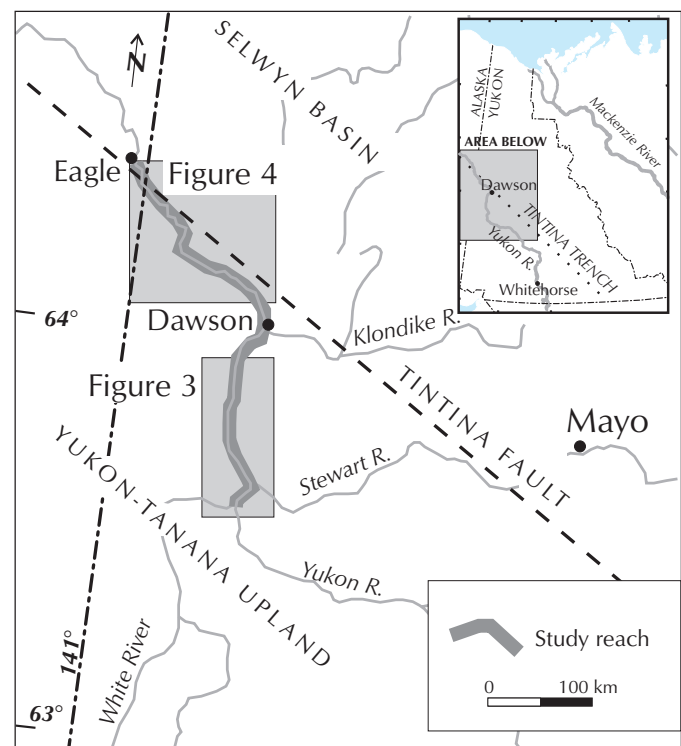 N
SELWYN BASIN
ALASKA
YUKON
Mackenzie River
AREA BELOW
Dawson
TINTINA TRENCH
Yukon R.
Whitehorse
Eagle
Figure 4
64°
Dawson
Klondike R.
Figure 3
TINTINA FAULT
Mayo
YUKON-TANANA UPLAND
Stewart R.
Yukon R.
White River
141°
63°
Study reach
0 100 km